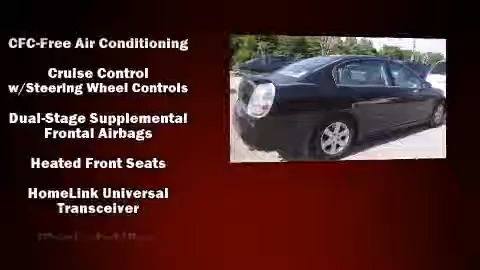 CFC-Free Air Conditioning
Cruise Control
w/Steering Wheel Controls
Dual-Stage Supplemental
Frontal Airbags
Heated Front Seats
HomeLink Universal
Transceiver